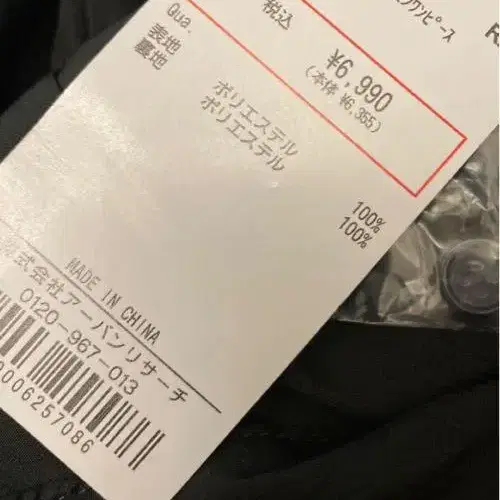 ングワンピース
R
税込
¥6,990
(本体 ¥6,355)
Qua.
表地 ポリエステル 100%
裏地 ポリエステル 100%
MADE IN CHINA
株式会社アーバンリサーチ
0120-967-013
0006257086